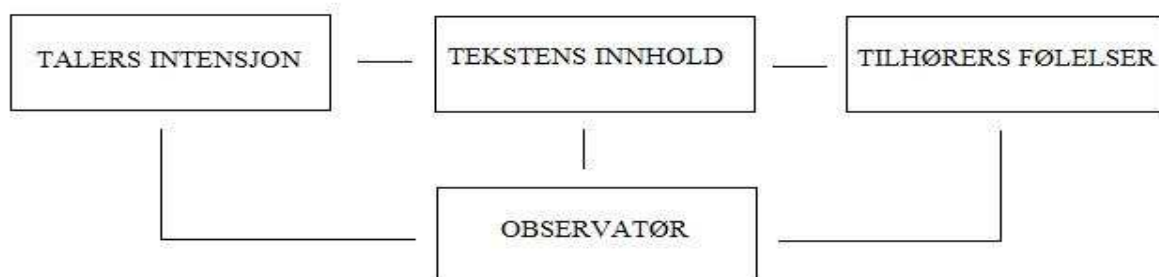 TALERS INTENSJON
TEKSTENS INNHOLD
TILHØRERS FØLELSER
OBSERVATØR